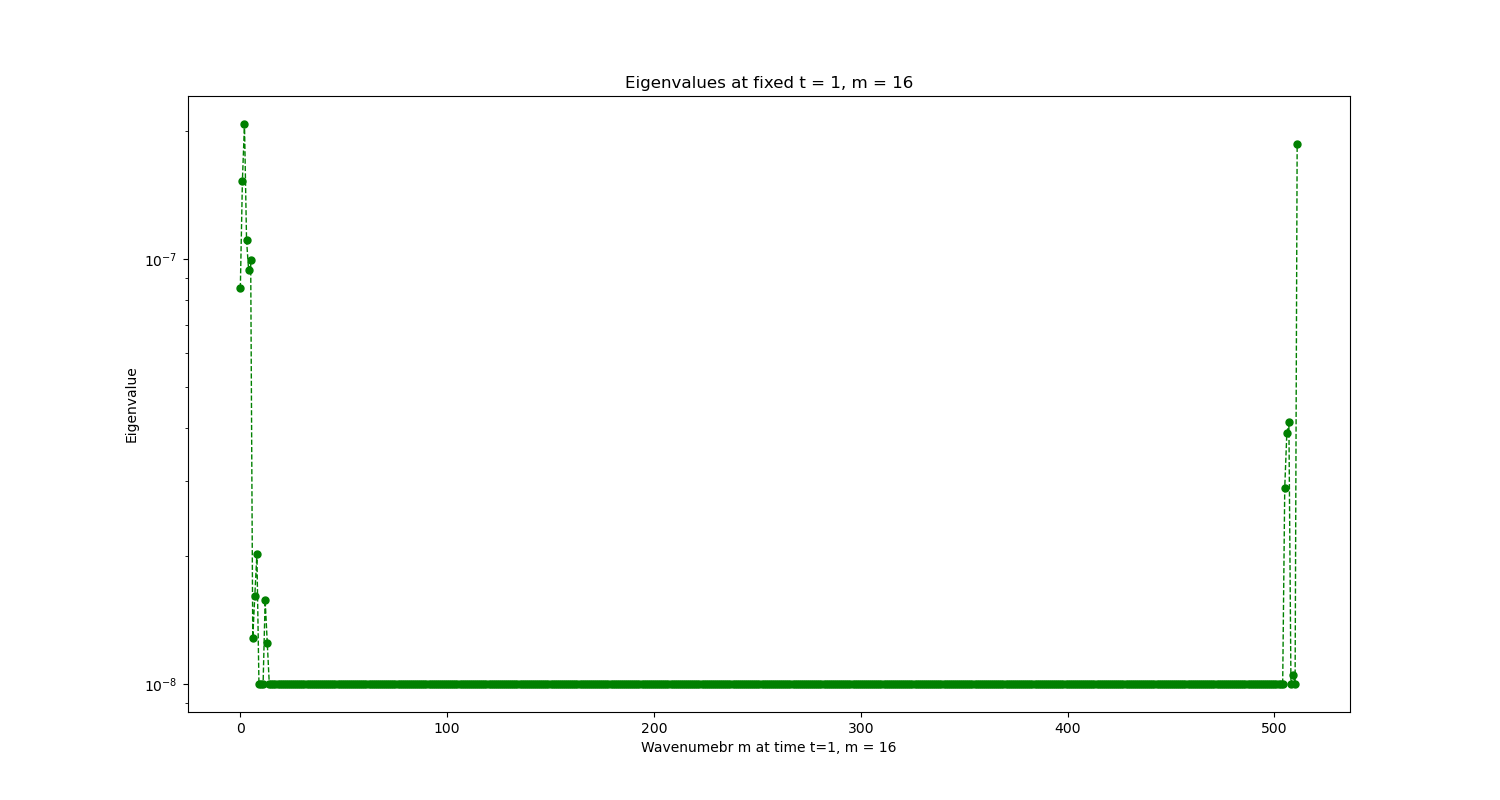 Eigenvalues at fixed t = 1, m = 16
10⁻⁷
Eigenvalue
10⁻⁸
0 100 200 300 400 500
Wavenumebr m at time t=1, m = 16